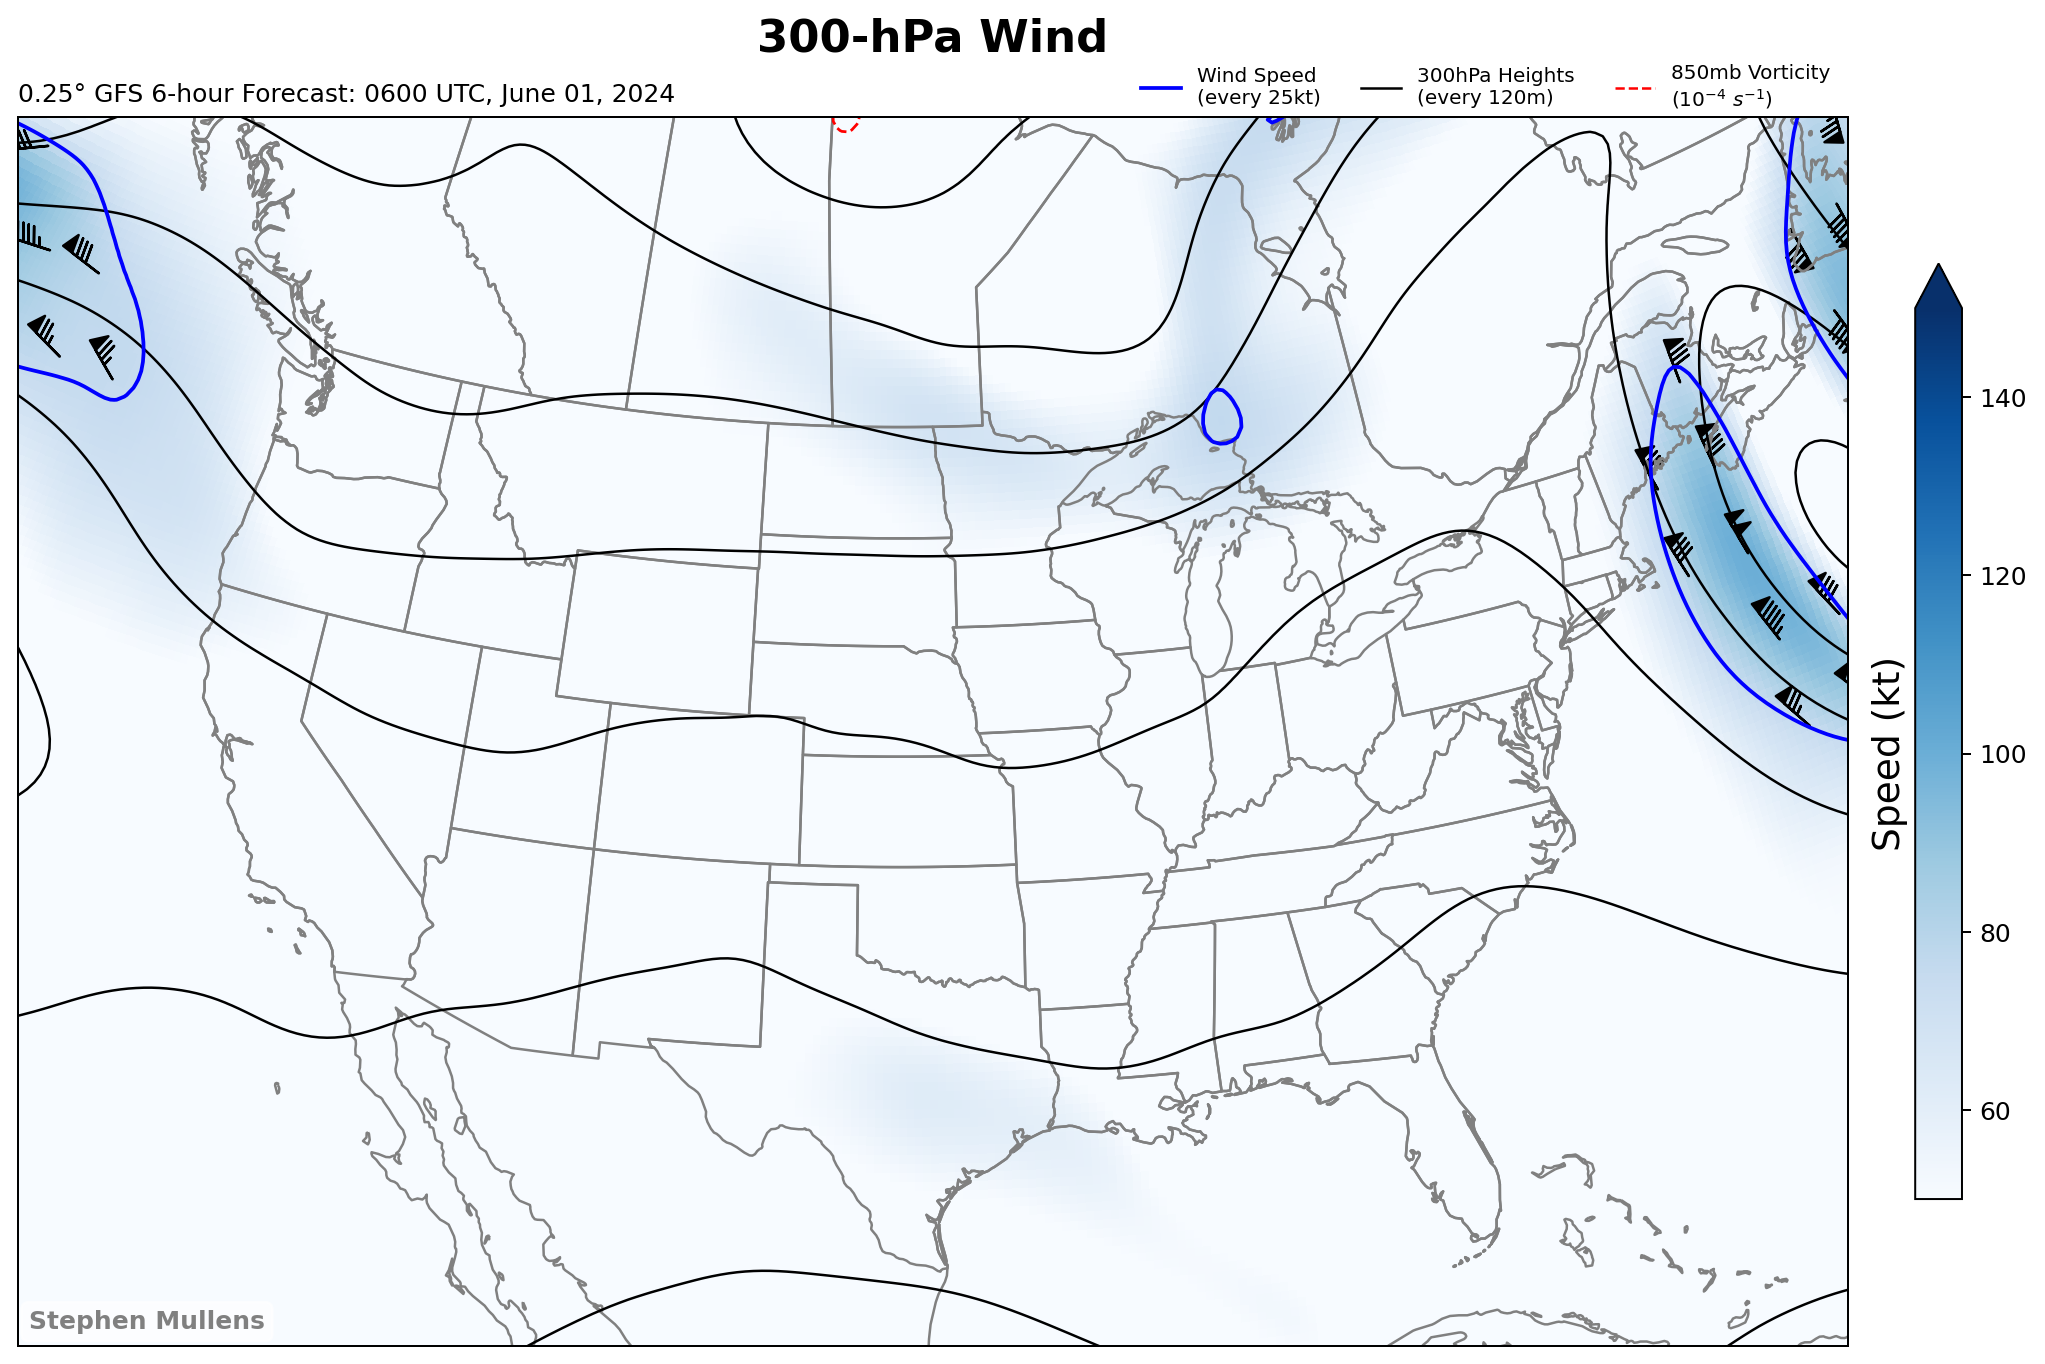 300-hPa Wind
0.25° GFS 6-hour Forecast: 0600 UTC, June 01, 2024
Wind Speed
(every 25kt)
300hPa Heights
(every 120m)
850mb Vorticity
(10⁻⁴ s⁻¹)
140
120
100
80
60
Speed (kt)
Stephen Mullens